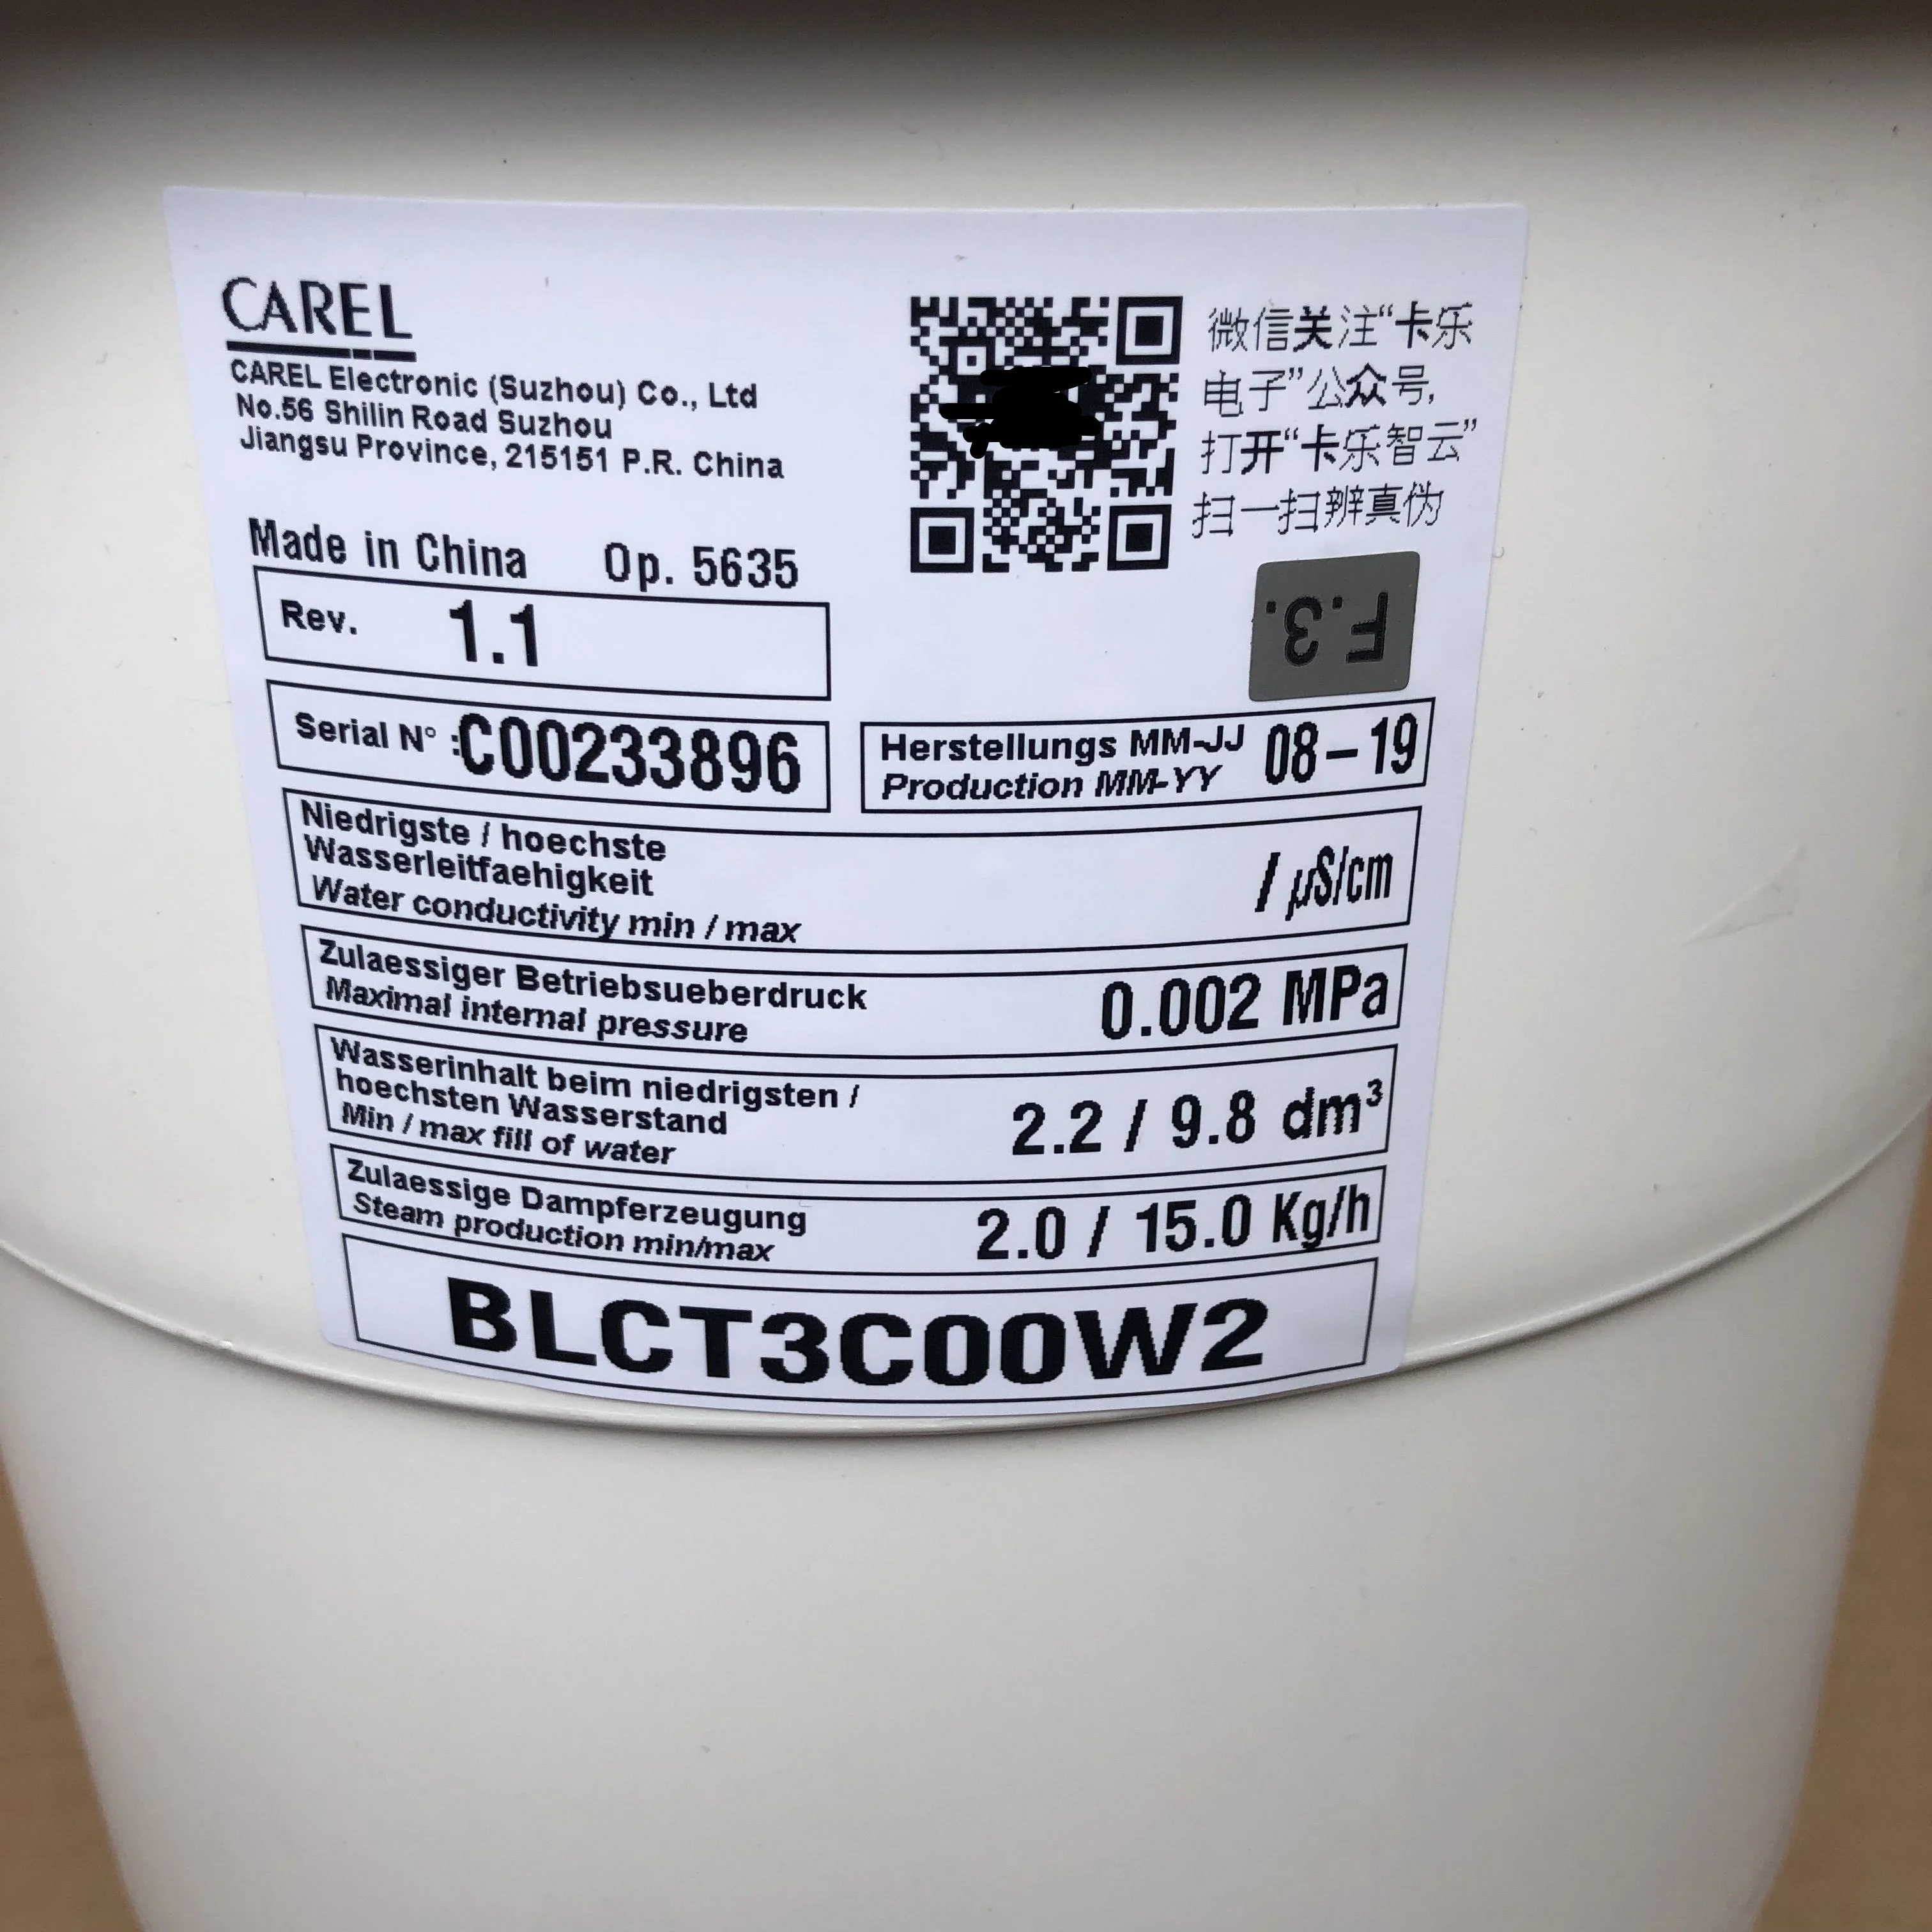 CAREL
CAREL Electronic (Suzhou) Co., Ltd
No.56 Shilin Road Suzhou
Jiangsu Province, 215151 P.R. China
微信关注“卡乐
电子”公众号,
打开“卡乐智云”
扫一扫辨真伪
Made in China Op. 5635
F.3.
Rev. 1.1
Serial N° :C00233896
Herstellungs MM-JJ 08-19
Production MM-YY
Niedrigste / hoechste
Wasserleitfaehigkeit
Water conductivity min / max
/ µS/cm
Zulaessiger Betriebsueberdruck
Maximal internal pressure
0.002 MPa
Wasserinhalt beim niedrigsten /
hoechsten Wasserstand
Min / max fill of water
2.2 / 9.8 dm³
Zulaessige Dampferzeugung
Steam production min/max
2.0 / 15.0 Kg/h
BLCT3C00W2